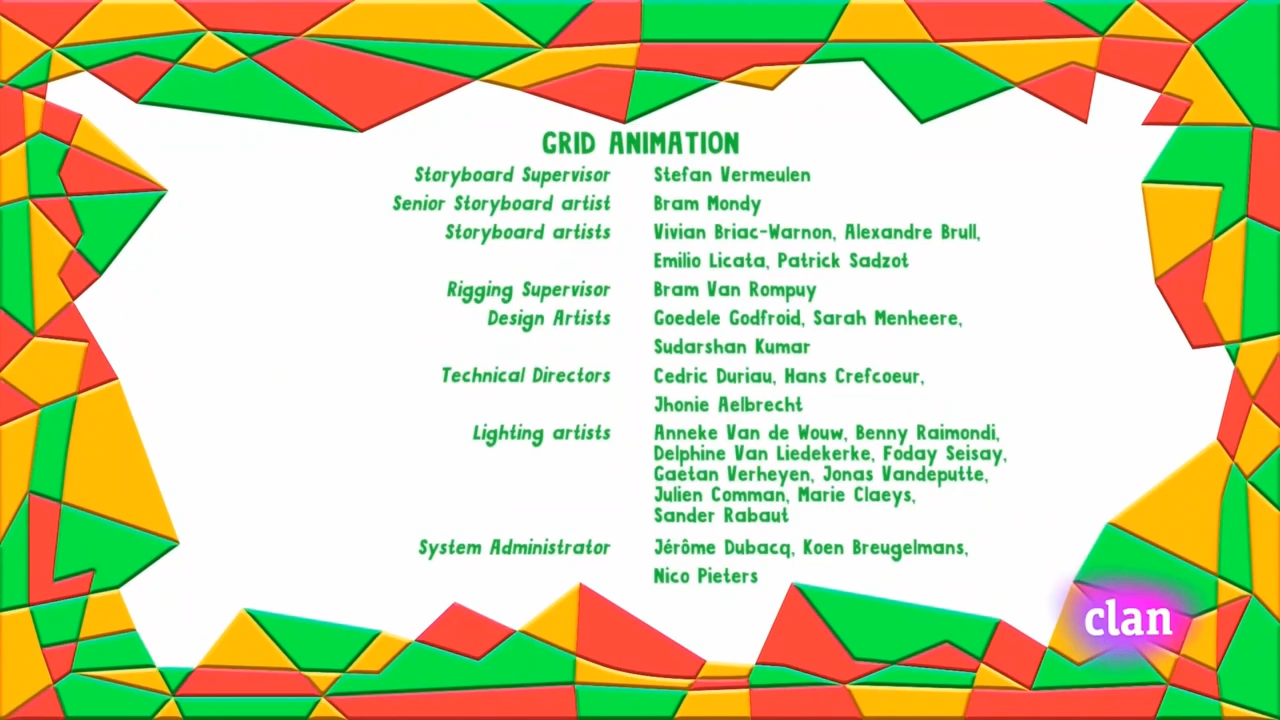 GRID ANIMATION
Storyboard Supervisor Stefan Vermeulen
Senior Storyboard artist Bram Mondy
Storyboard artists Vivian Briac-Warnon, Alexandre Brull,
Emilio Licata, Patrick Sadzot
Rigging Supervisor Bram Van Rompuy
Design Artists Goedele Godfroid, Sarah Menheere,
Sudarshan Kumar
Technical Directors Cedric Duriau, Hans Crefcoeur,
Jhonie Aelbrecht
Lighting artists Anneke Van de Wouw, Benny Raimondi,
Delphine Van Liedekerke, Foday Seisay,
Gaetan Verheyen, Jonas Vandeputte,
Julien Comman, Marie Claeys,
Sander Rabaut
System Administrator Jérôme Dubacq, Koen Breugelmans,
Nico Pieters
clan